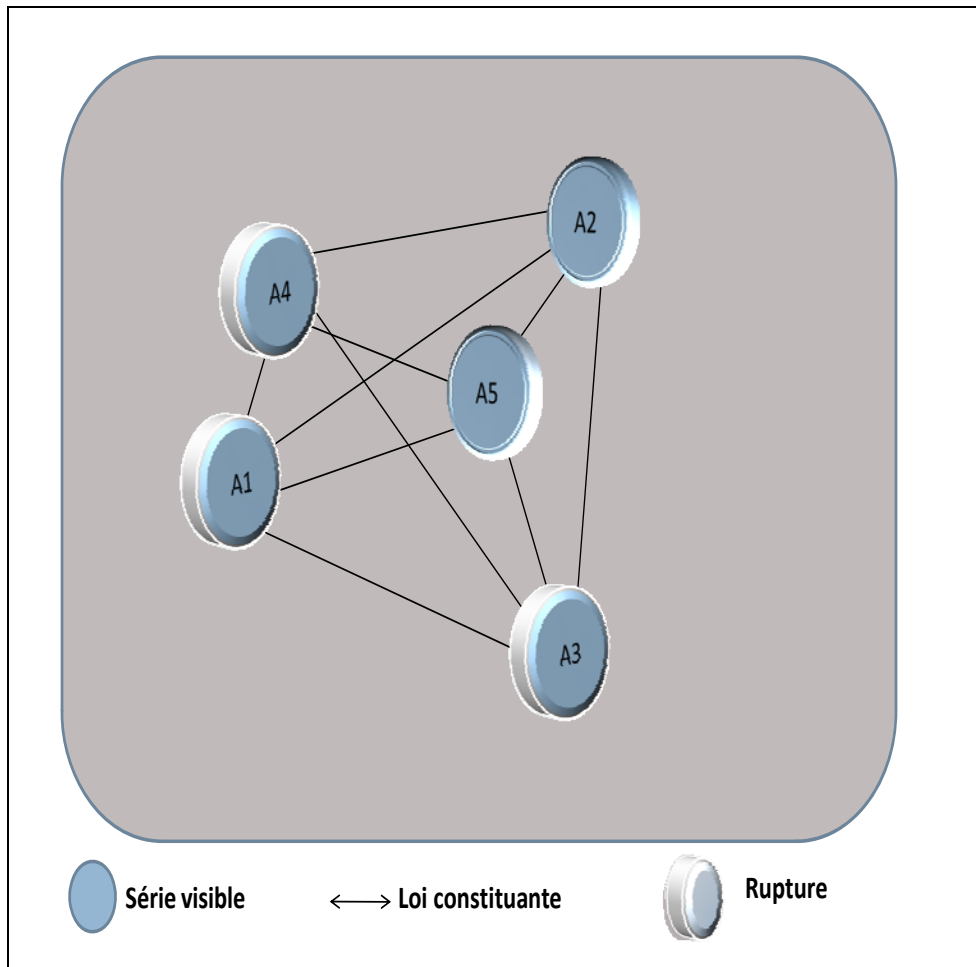 A2
A4
A5
A1
A3
Série visible
Loi constituante
Rupture